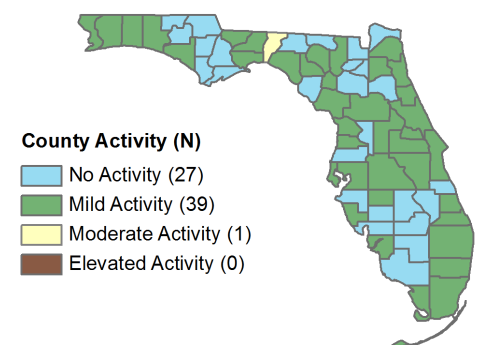 County Activity (N)
No Activity (27)
Mild Activity (39)
Moderate Activity (1)
Elevated Activity (0)